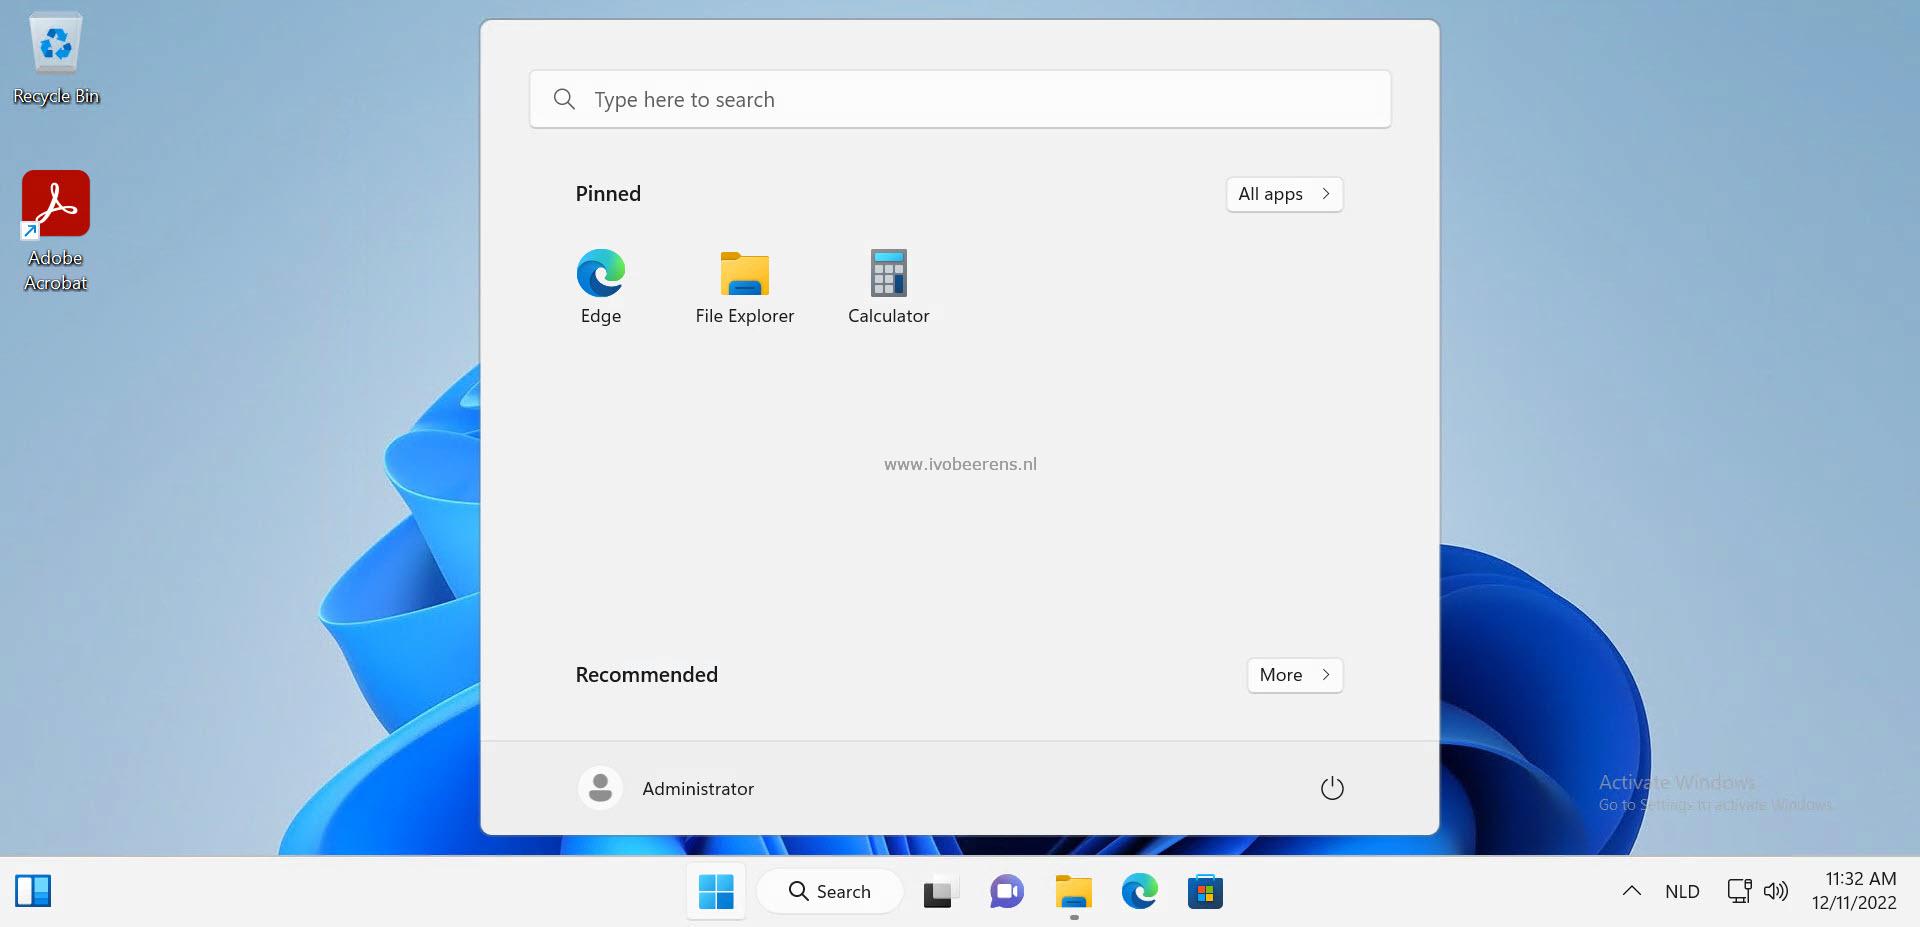 Recycle Bin
Adobe
Acrobat
Type here to search
Pinned
All apps
Edge
File Explorer
Calculator
www.ivobeerens.nl
Recommended
More
Administrator
Activate Windows
Go to Settings to activate Windows.
Search
NLD
11:32 AM
12/11/2022